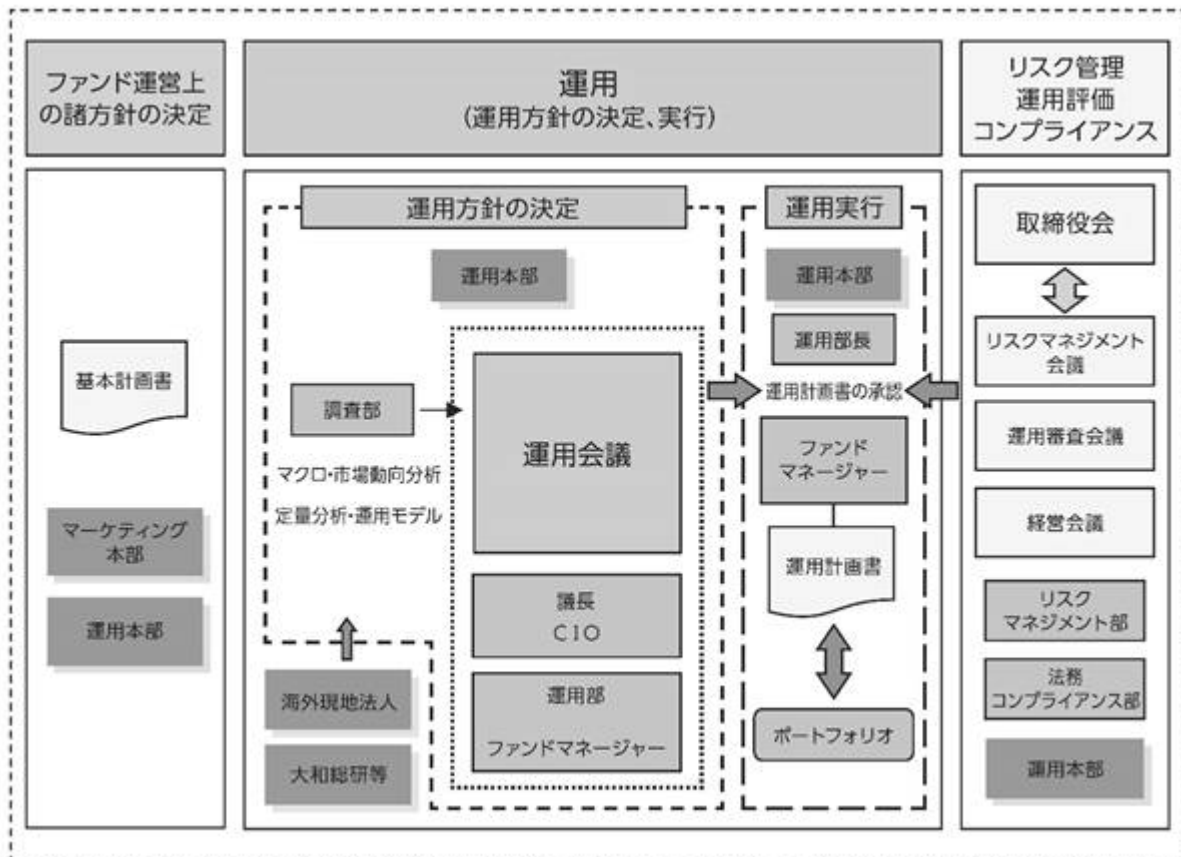 ファンド運営上
の諸方針の決定
運用
(運用方針の決定、実行)
リスク管理
運用評価
コンプライアンス
基本計画書
マーケティング
本部
運用本部
運用方針の決定
運用本部
調査部
マクロ・市場動向分析
定量分析・運用モデル
運用会議
議長
CIO
運用部
ファンドマネージャー
海外現地法人
大和総研等
運用実行
運用本部
運用部長
運用計画書の承認
ファンド
マネージャー
運用計画書
ポートフォリオ
取締役会
リスクマネジメント
会議
運用審査会議
経営会議
リスク
マネジメント部
法務
コンプライアンス部
運用本部